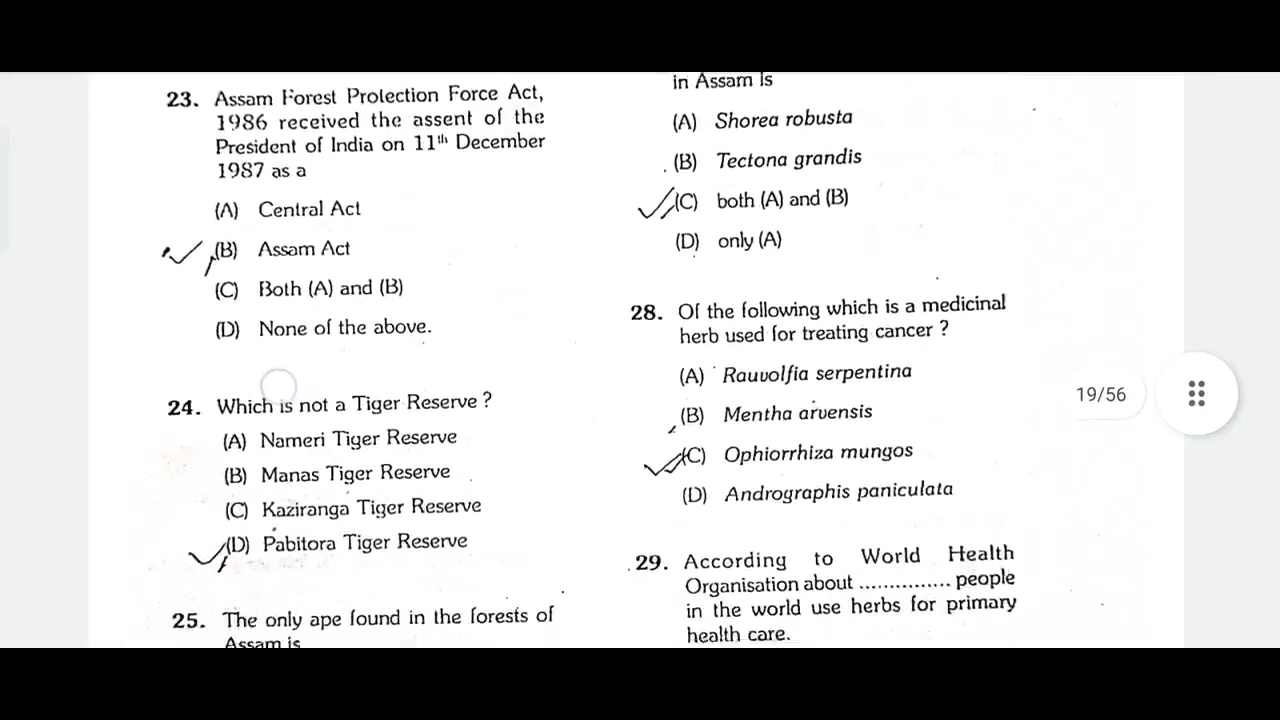 23. Assam Forest Protection Force Act,
1986 received the assent of the
President of India on 11th December
1987 as a
(A) Central Act
(B) Assam Act
(C) Both (A) and (B)
(D) None of the above.
24. Which is not a Tiger Reserve ?
(A) Nameri Tiger Reserve
(B) Manas Tiger Reserve
(C) Kaziranga Tiger Reserve
(D) Pabitora Tiger Reserve
25. The only ape found in the forests of
Assam is
in Assam is
(A) Shorea robusta
(B) Tectona grandis
(C) both (A) and (B)
(D) only (A)
28. Of the following which is a medicinal
herb used for treating cancer ?
(A) Rauvolfia serpentina
(B) Mentha arvensis
(C) Ophiorrhiza mungos
(D) Andrographis paniculata
29. According to World Health
Organisation about ............... people
in the world use herbs for primary
health care.
19/56